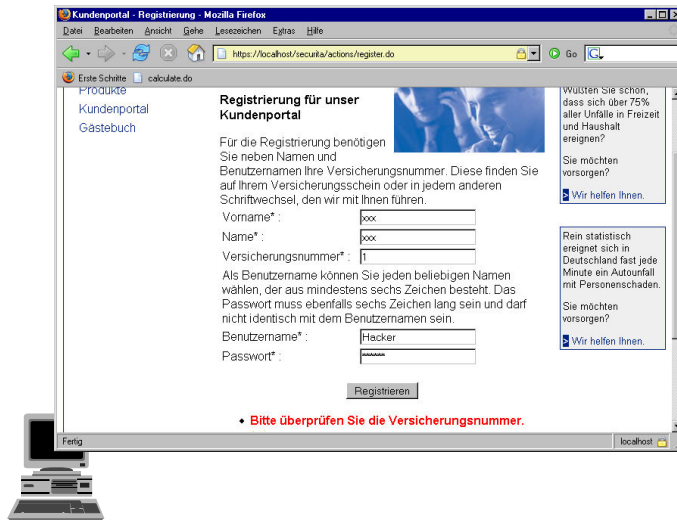 Kundenportal - Registrierung - Mozilla Firefox
Datei Bearbeiten Ansicht Gehe Lesezeichen Extras Hilfe
https://localhost/securita/actions/register.do
Go
G
Erste Schritte calculate.do
Produkte
Kundenportal
Gästebuch
Registrierung für unser
Kundenportal
Für die Registrierung benötigen
Sie neben Namen und
Benutzernamen Ihre Versicherungsnummer. Diese finden Sie
auf Ihrem Versicherungsschein oder in jedem anderen
Schriftwechsel, den wir mit Ihnen führen.
Vorname* : xxx
Name* : xxx
Versicherungsnummer* : 1
Als Benutzername können Sie jeden beliebigen Namen
wählen, der aus mindestens sechs Zeichen besteht. Das
Passwort muss ebenfalls sechs Zeichen lang sein und darf
nicht identisch mit dem Benutzernamen sein.
Benutzername* : Hacker
Passwort* : ******
Registrieren
• Bitte überprüfen Sie die Versicherungsnummer.
Wußten Sie schon,
dass sich über 75%
aller Unfälle in Freizeit
und Haushalt
ereignen?
Sie möchten
vorsorgen?
> Wir helfen Ihnen.
Rein statistisch
ereignet sich in
Deutschland fast jede
Minute ein Autounfall
mit Personenschaden.
Sie möchten
vorsorgen?
> Wir helfen Ihnen.
Fertig
localhost